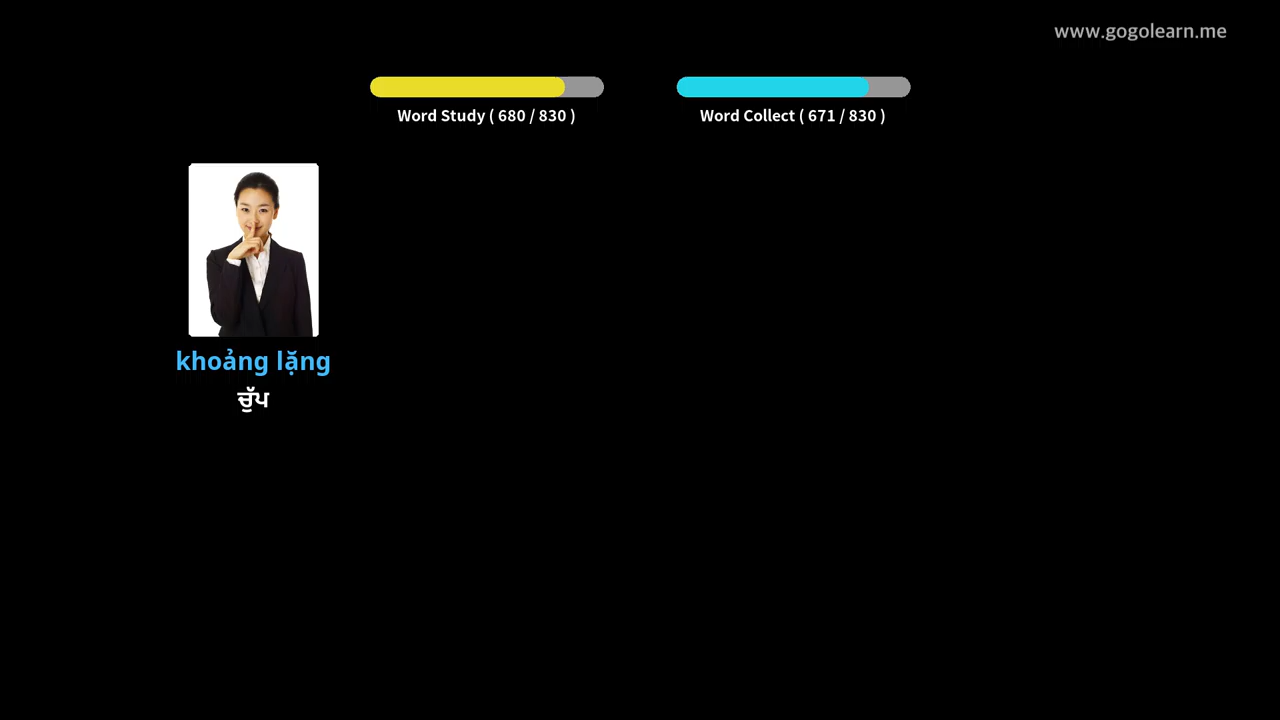 www.gogolearn.me
Word Study ( 680 / 830 )
Word Collect ( 671 / 830 )
khoảng lặng
ਚੁੱਪ